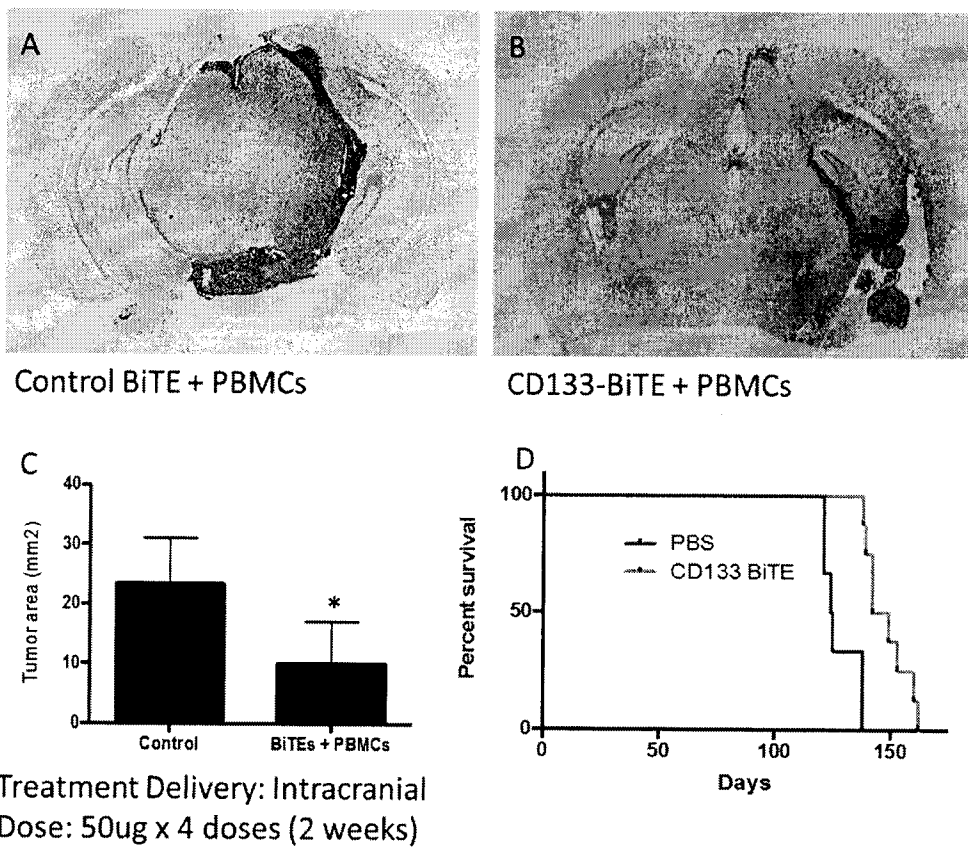 A
B
Control BiTE + PBMCs
CD133-BiTE + PBMCs
C
40
30
20
10
0
Tumor area (mm2)
*
Control
BiTEs + PBMCs
D
100
50
0
Percent survival
PBS
CD133 BiTE
0
50
100
150
Days
Treatment Delivery: Intracranial
Dose: 50ug x 4 doses (2 weeks)